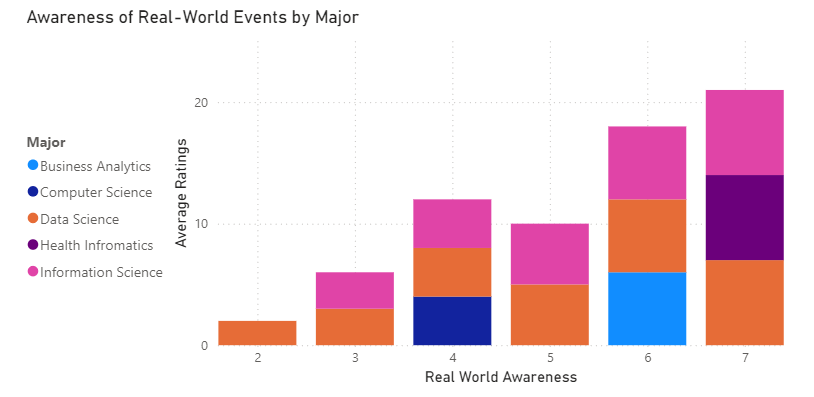 Awareness of Real-World Events by Major
Major
Business Analytics
Computer Science
Data Science
Health Infromatics
Information Science
Average Ratings
20
10
0
2 3 4 5 6 7
Real World Awareness